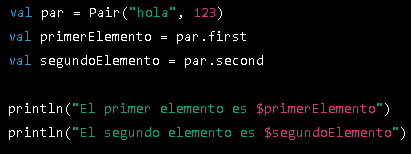 val par = Pair("hola", 123)
val primerElemento = par.first
val segundoElemento = par.second
println("El primer elemento es $primerElemento")
println("El segundo elemento es $segundoElemento")